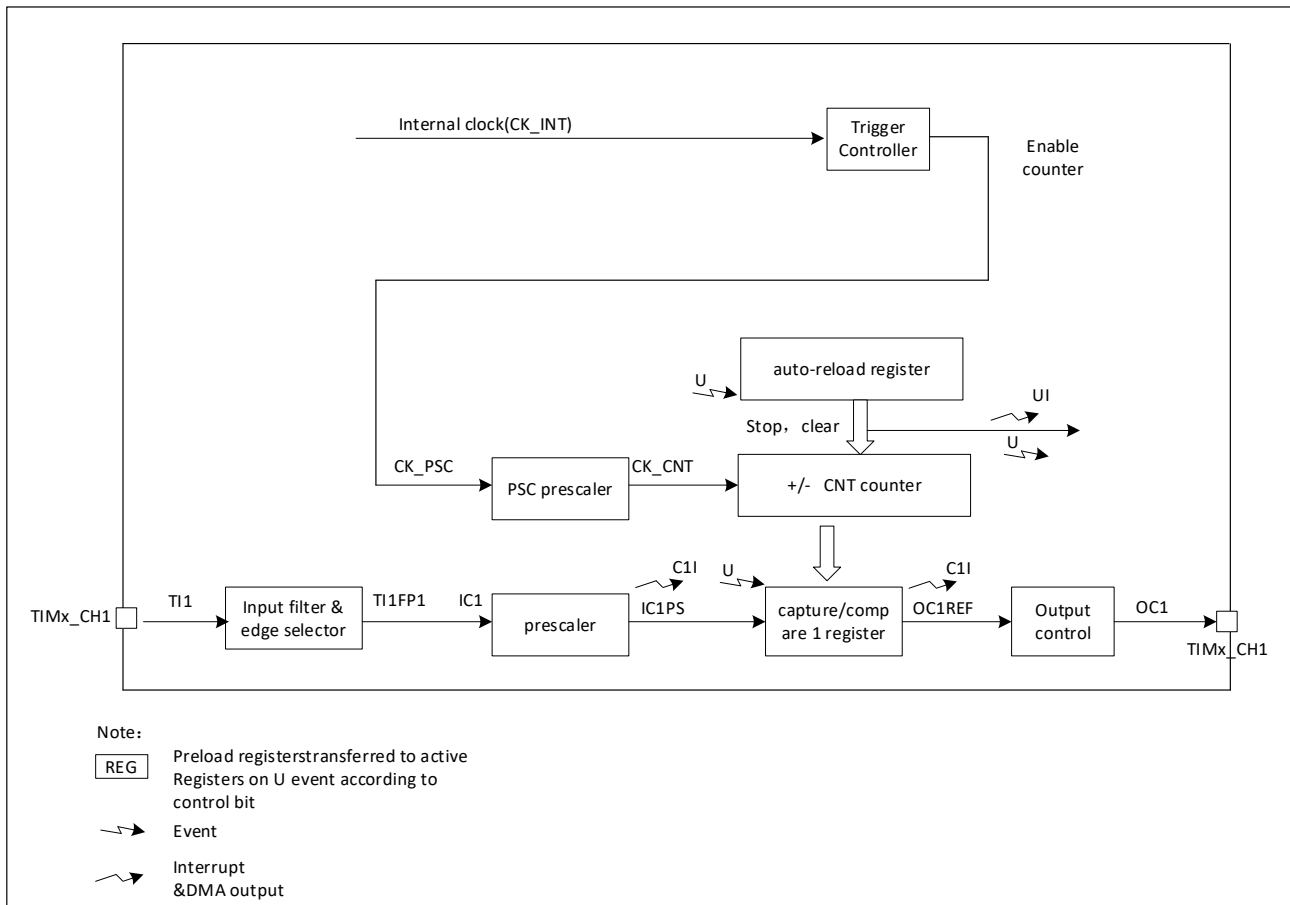 Internal clock(CK_INT)
Trigger
Controller
Enable
counter
auto-reload register
U
UI
Stop，clear
U
CK_PSC
PSC prescaler
CK_CNT
+/- CNT counter
C1I
U
C1I
TIMx_CH1
TI1
Input filter &
edge selector
TI1FP1
IC1
prescaler
IC1PS
capture/comp
are 1 register
OC1REF
Output
control
OC1
TIMx_CH1
Note：
REG
Preload registerstransferred to active
Registers on U event according to
control bit
Event
Interrupt
&DMA output